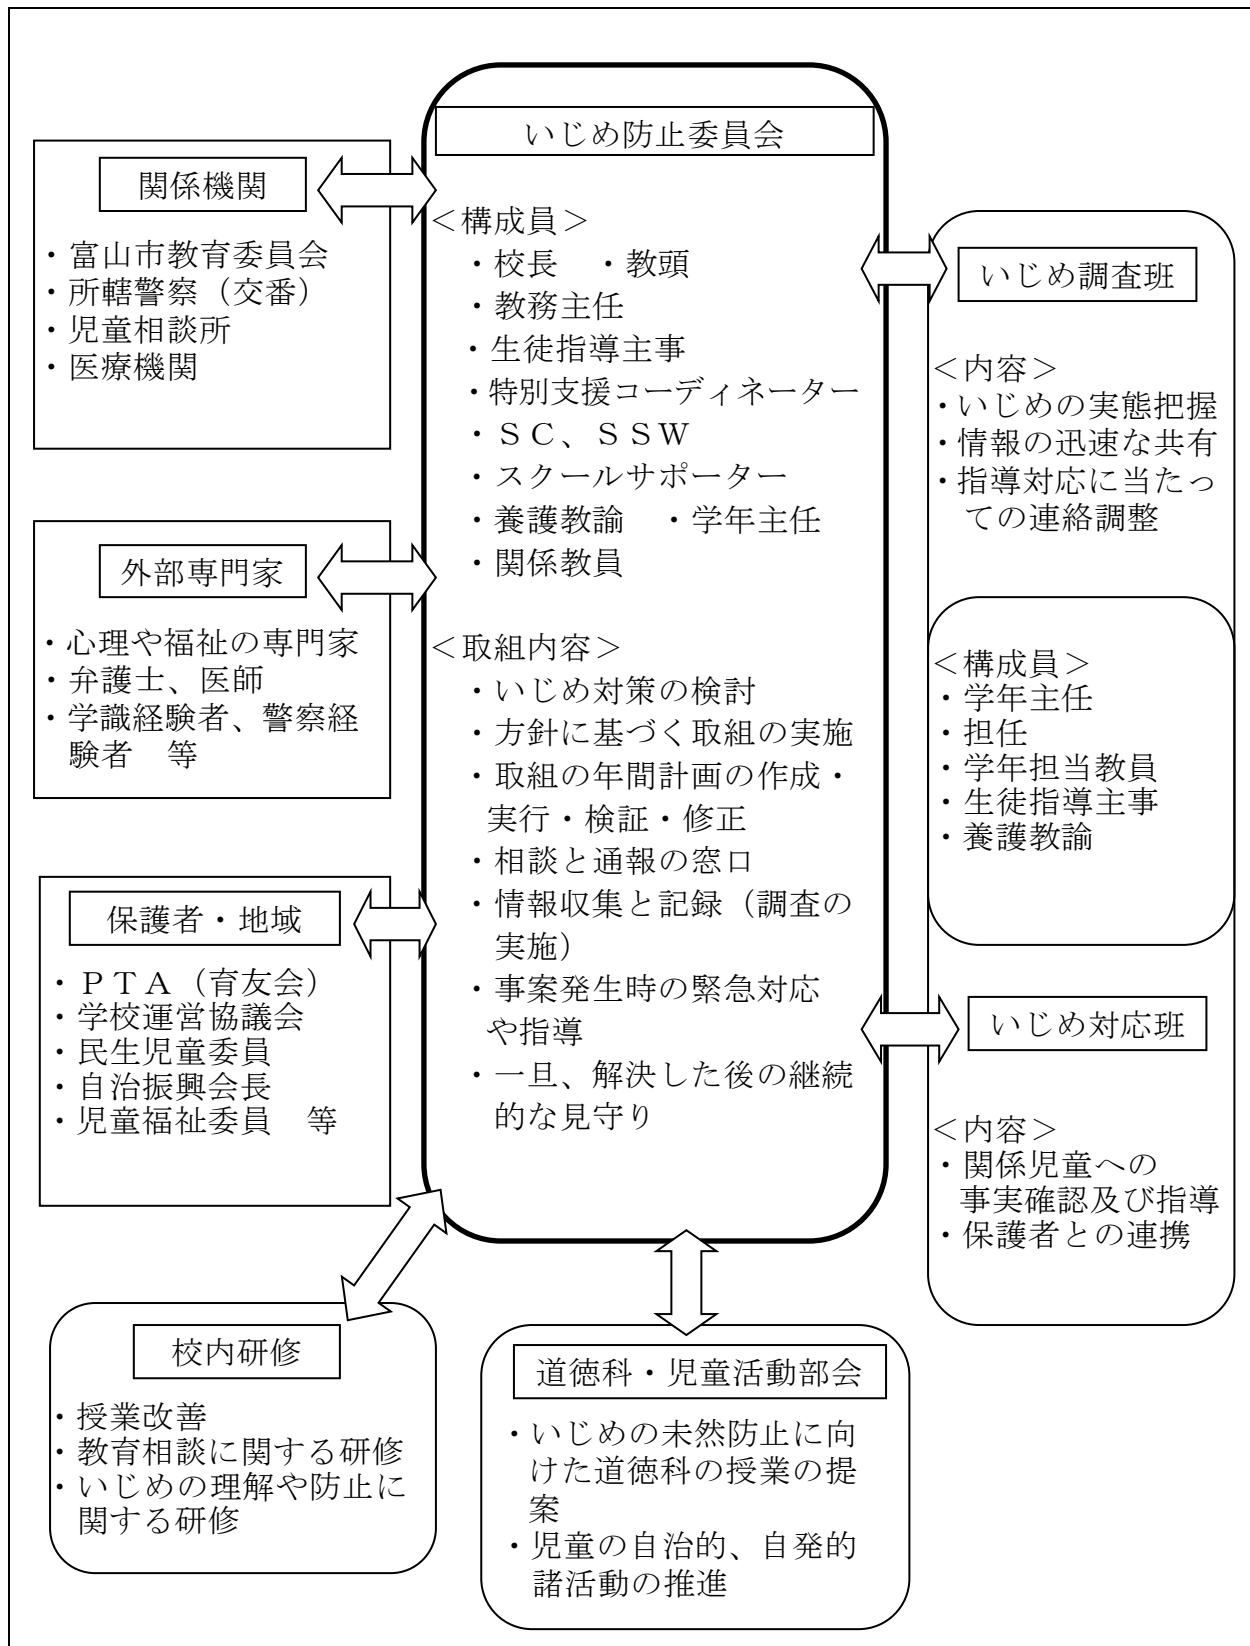 いじめ防止委員会
＜構成員＞
・校長　・教頭
・教務主任
・生徒指導主事
・特別支援コーディネーター
・ＳＣ、ＳＳＷ
・スクールサポーター
・養護教諭　・学年主任
・関係教員
＜取組内容＞
・いじめ対策の検討
・方針に基づく取組の実施
・取組の年間計画の作成・
実行・検証・修正
・相談と通報の窓口
・情報収集と記録（調査の
実施）
・事案発生時の緊急対応
や指導
・一旦、解決した後の継続
的な見守り
関係機関
・富山市教育委員会
・所轄警察（交番）
・児童相談所
・医療機関
外部専門家
・心理や福祉の専門家
・弁護士、医師
・学識経験者、警察経
験者　等
保護者・地域
・ＰＴＡ（育友会）
・学校運営協議会
・民生児童委員
・自治振興会長
・児童福祉委員　等
いじめ調査班
＜内容＞
・いじめの実態把握
・情報の迅速な共有
・指導対応に当たっ
ての連絡調整
＜構成員＞
・学年主任
・担任
・学年担当教員
・生徒指導主事
・養護教諭
いじめ対応班
＜内容＞
・関係児童への
事実確認及び指導
・保護者との連携
校内研修
・授業改善
・教育相談に関する研修
・いじめの理解や防止に
関する研修
道徳科・児童活動部会
・いじめの未然防止に向
けた道徳科の授業の提
案
・児童の自治的、自発的
諸活動の推進